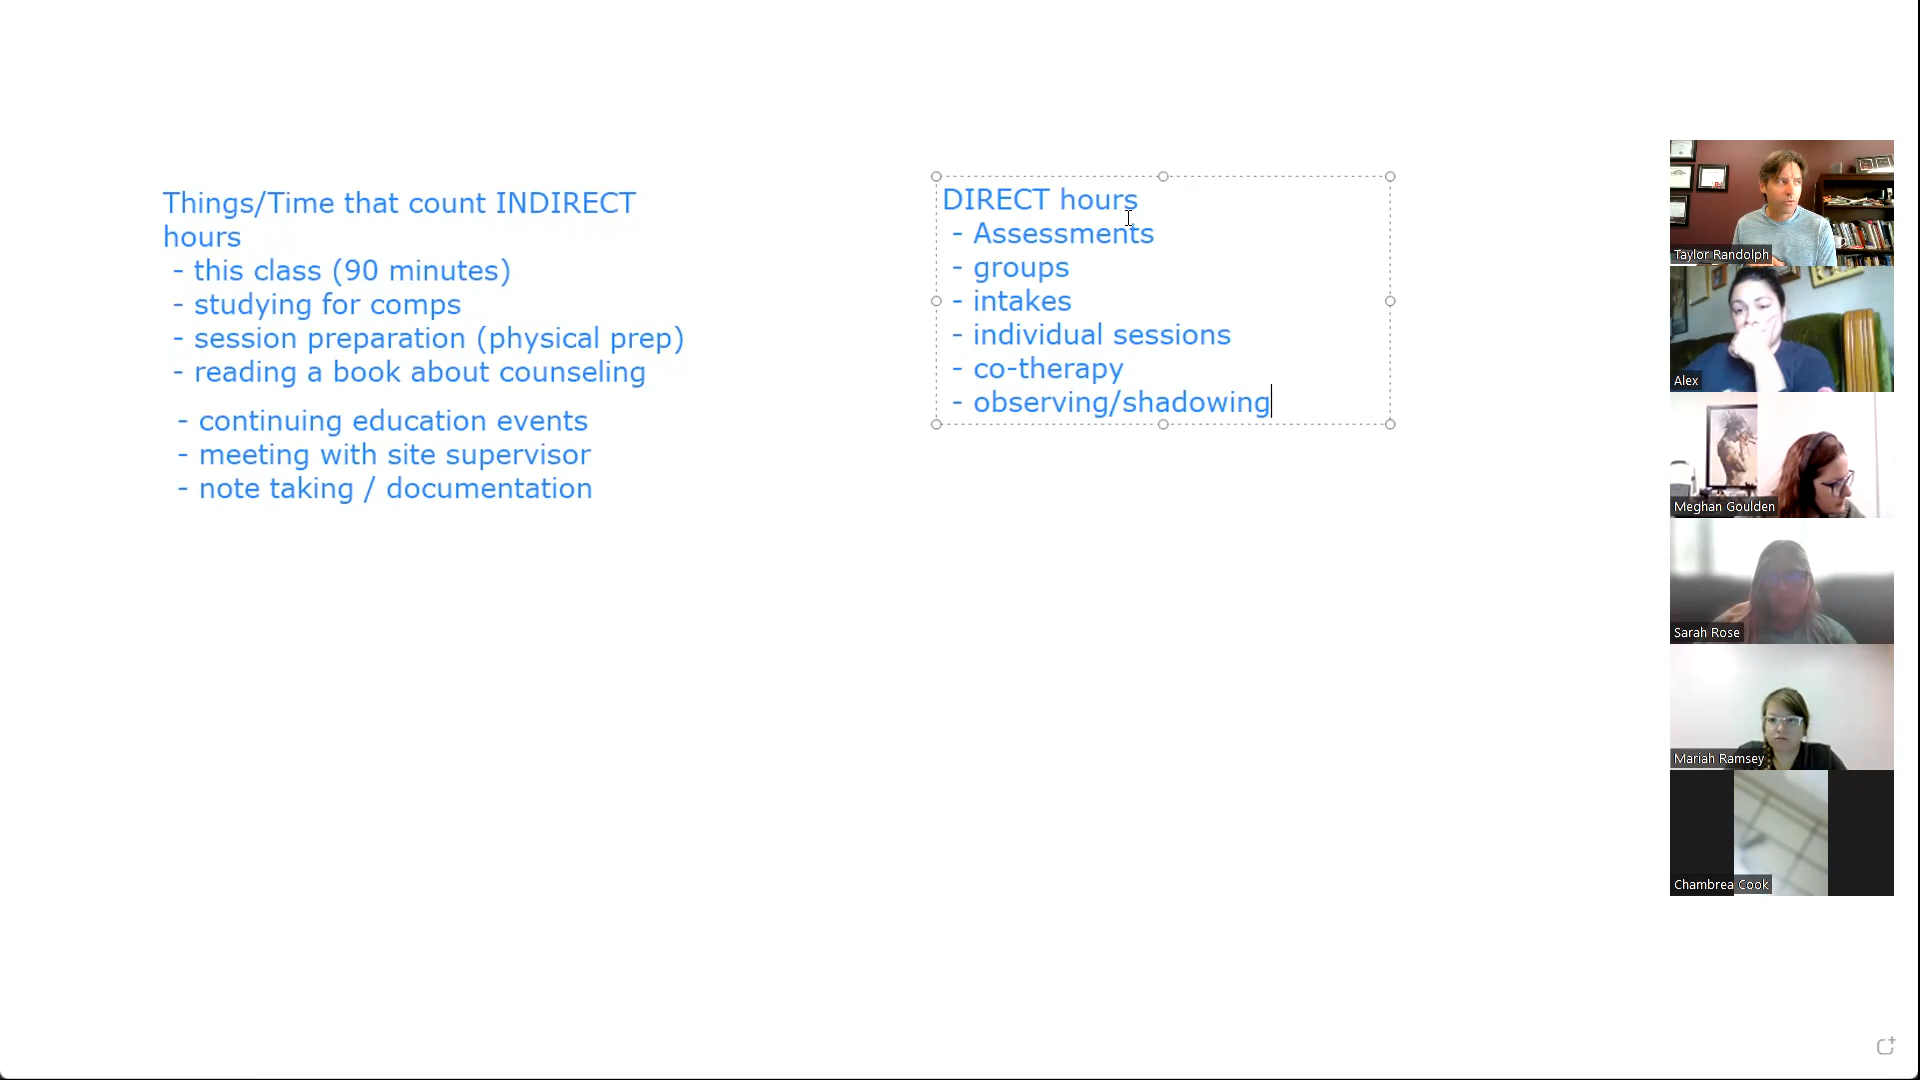 Things/Time that count INDIRECT
hours
- this class (90 minutes)
- studying for comps
- session preparation (physical prep)
- reading a book about counseling
- continuing education events
- meeting with site supervisor
- note taking / documentation
DIRECT hours
- Assessments
- groups
- intakes
- individual sessions
- co-therapy
- observing/shadowing
Taylor Randolph
Alex
Meghan Goulden
Sarah Rose
Mariah Ramsey
Chambrea Cook